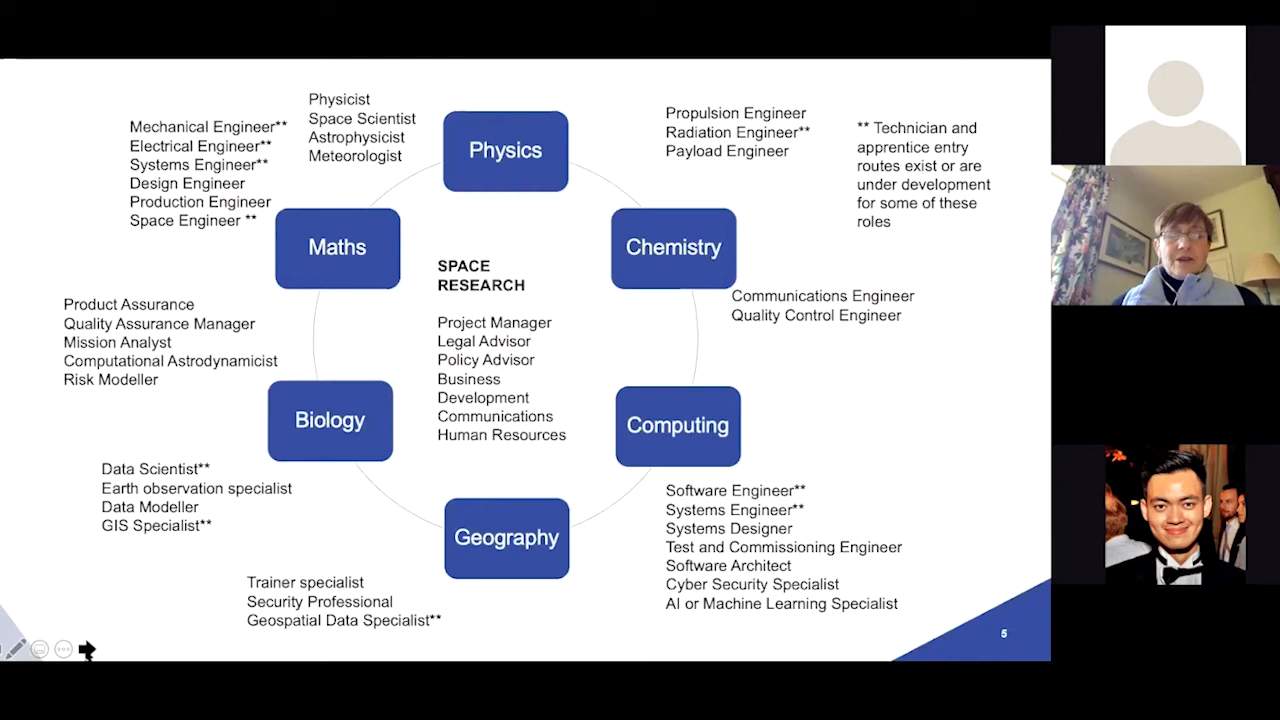 Physicist
Space Scientist
Astrophysicist
Meteorologist
Mechanical Engineer**
Electrical Engineer**
Systems Engineer**
Design Engineer
Production Engineer
Space Engineer **
Physics
Propulsion Engineer
Radiation Engineer**
Payload Engineer
** Technician and
apprentice entry
routes exist or are
under development
for some of these
roles
Maths
Chemistry
SPACE
RESEARCH
Project Manager
Legal Advisor
Policy Advisor
Business
Development
Communications
Human Resources
Communications Engineer
Quality Control Engineer
Product Assurance
Quality Assurance Manager
Mission Analyst
Computational Astrodynamicist
Risk Modeller
Biology
Computing
Data Scientist**
Earth observation specialist
Data Modeller
GIS Specialist**
Geography
Software Engineer**
Systems Engineer**
Systems Designer
Test and Commissioning Engineer
Software Architect
Cyber Security Specialist
AI or Machine Learning Specialist
Trainer specialist
Security Professional
Geospatial Data Specialist**
5